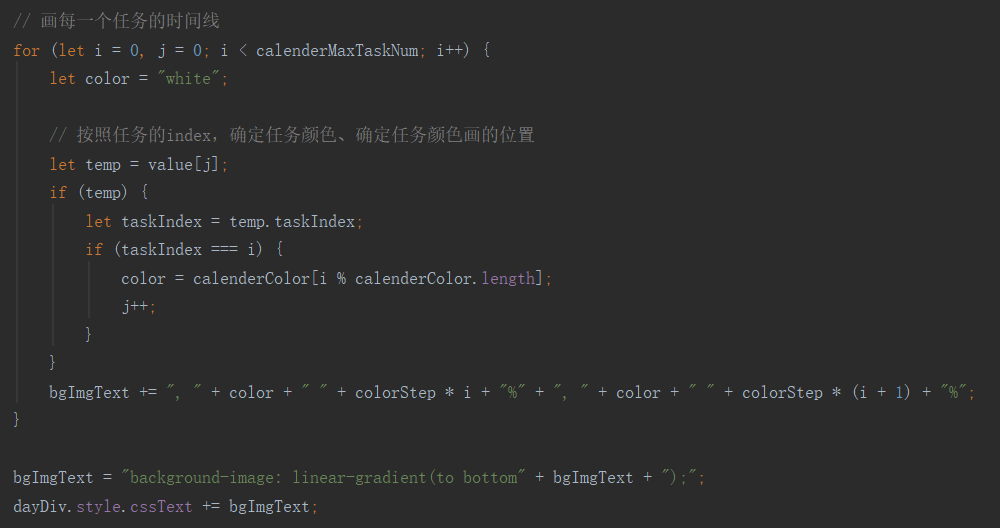 // 画每一个任务的时间线
for (let i = 0, j = 0; i < calenderMaxTaskNum; i++) {
    let color = "white";
    // 按照任务的index，确定任务颜色、确定任务颜色画的位置
    let temp = value[j];
    if (temp) {
        let taskIndex = temp.taskIndex;
        if (taskIndex === i) {
            color = calenderColor[i % calenderColor.length];
            j++;
        }
    }
    bgImgText += ", " + color + " " + colorStep * i + "%" + ", " + color + " " + colorStep * (i + 1) + "%";
}
bgImgText = "background-image: linear-gradient(to bottom" + bgImgText + ");";
dayDiv.style.cssText += bgImgText;